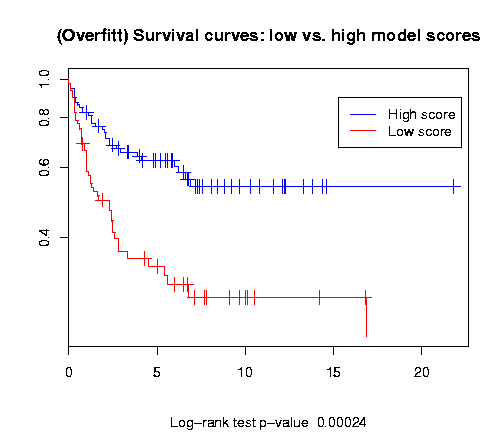 (Overfitt) Survival curves: low vs. high model scores
1.0
0.8
0.6
0.4
High score
Low score
0 5 10 15 20
Log-rank test p-value 0.00024